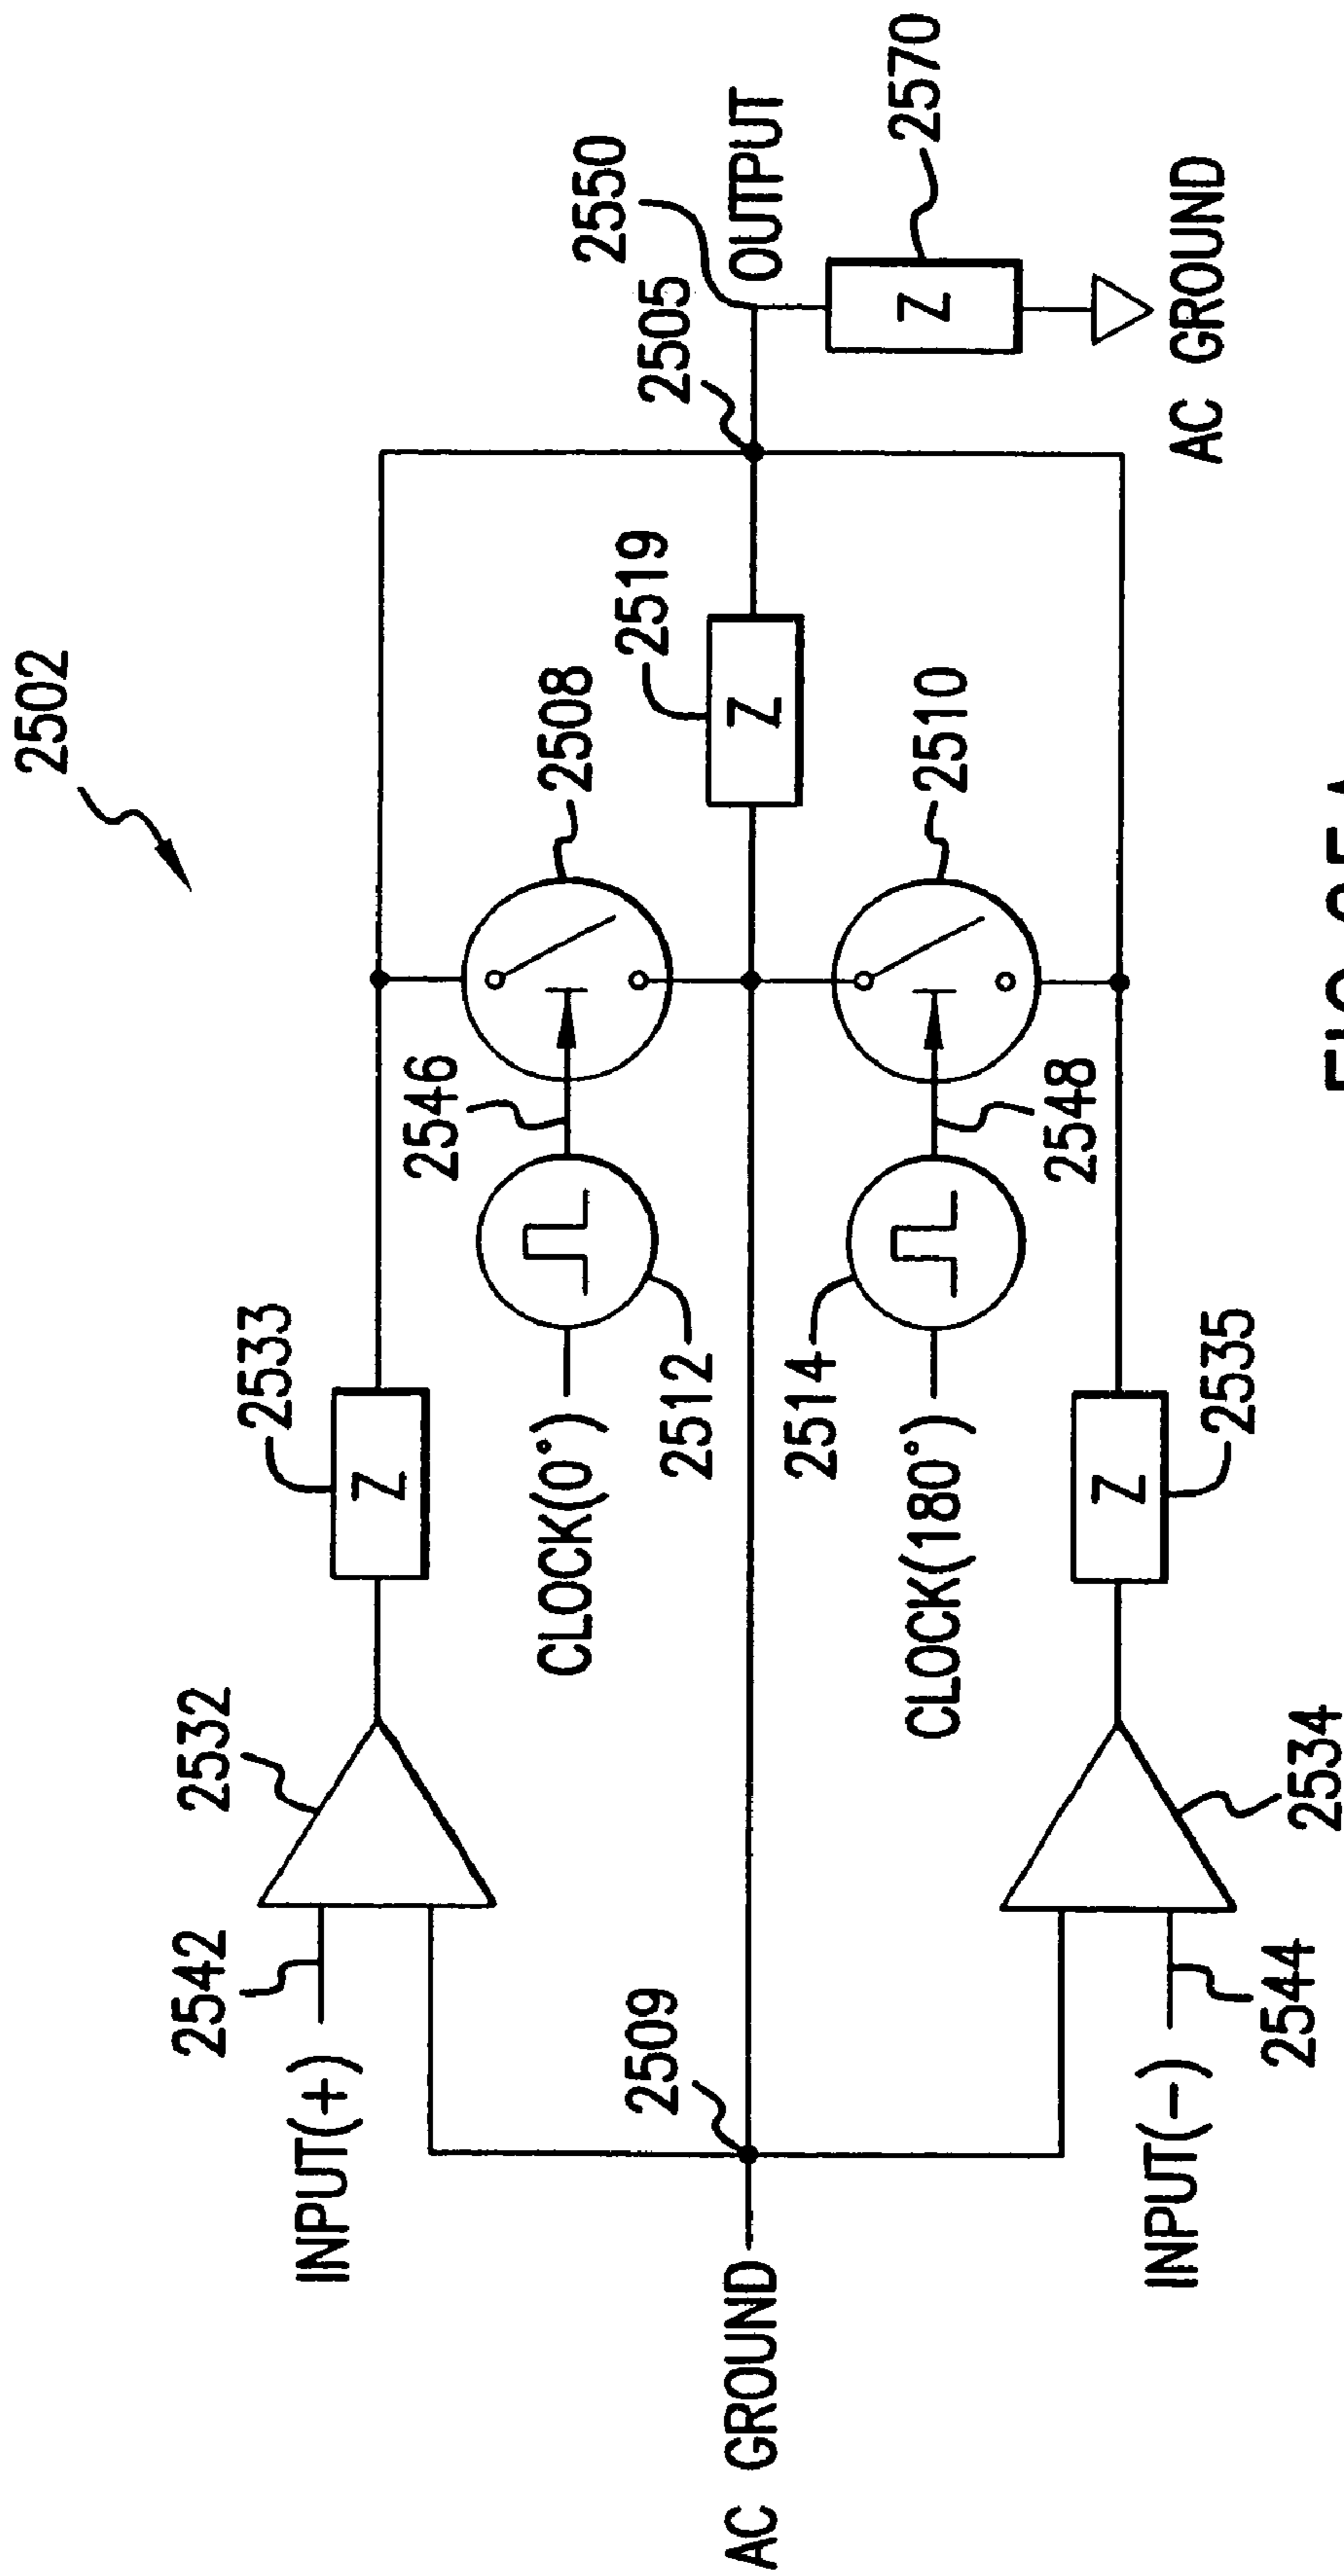 2502
2542
2532
2533
INPUT(+)
2546
2508
CLOCK(0°)
2512
Z
2519
Z
2550
2505
OUTPUT
2509
AC GROUND
2570
Z
2514
2510
CLOCK(180°)
2548
AC GROUND
INPUT(−)
2544
2534
Z
2535